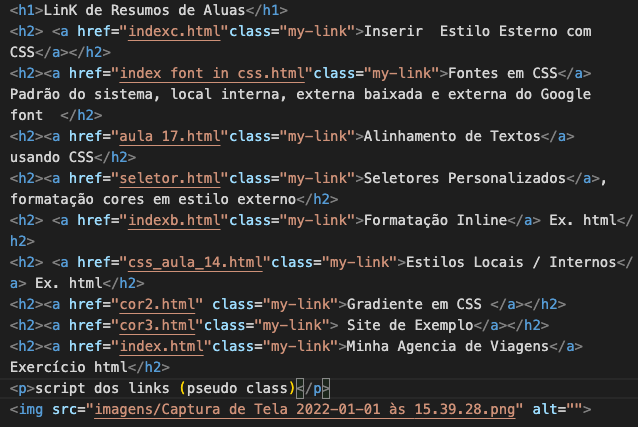 <h1>LinK de Resumos de Aluas</h1>
<h2> <a href="indexc.html"class="my-link">Inserir  Estilo Esterno com
CSS</a></h2>
<h2><a href="index font in css.html"class="my-link">Fontes em CSS</a>
Padrão do sistema, local interna, externa baixada e externa do Google
font  </h2>
<h2><a href="aula 17.html"class="my-link">Alinhamento de Textos</a>
usando CSS</h2>
<h2><a href="seletor.html"class="my-link">Seletores Personalizados</a>,
formatação cores em estilo externo</h2>
<h2> <a href="indexb.html"class="my-link">Formatação Inline</a> Ex. html</
h2>
<h2> <a href="css_aula_14.html"class="my-link">Estilos Locais / Internos</
a> Ex. html</h2>
<h2><a href="cor2.html" class="my-link">Gradiente em CSS </a></h2>
<h2><a href="cor3.html"class="my-link"> Site de Exemplo</a></h2>
<h2><a href="index.html"class="my-link">Minha Agencia de Viagens</a>
Exercício html</h2>
<p>script dos links (pseudo class)</p>
<img src="imagens/Captura de Tela 2022-01-01 às 15.39.28.png" alt="">